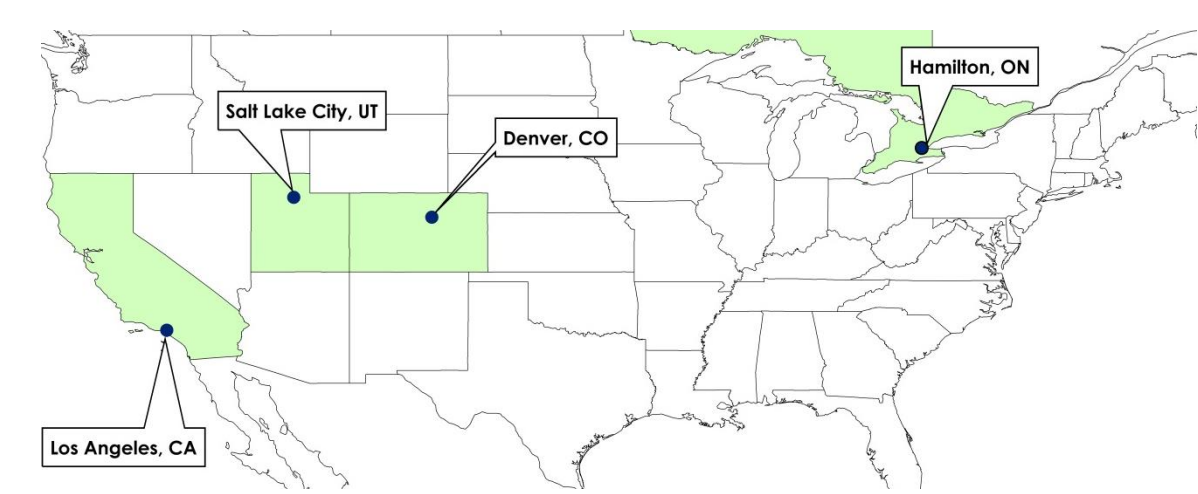 Hamilton, ON
Salt Lake City, UT
Denver, CO
Los Angeles, CA